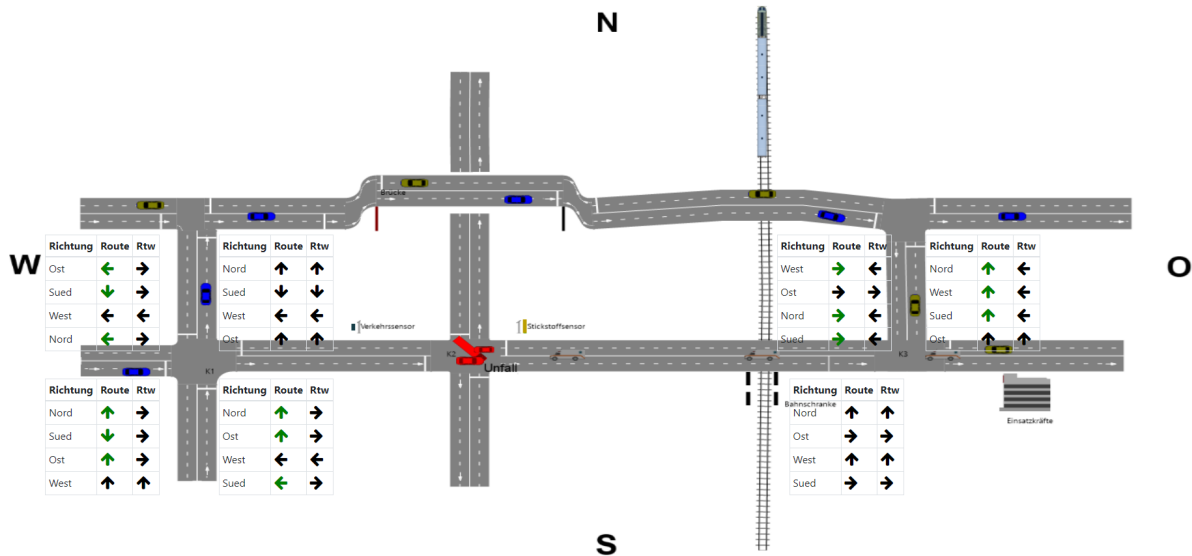 N
Brücke
W
O
Richtung Route Rtw
Ost
Sued
West
Nord
Richtung Route Rtw
Nord
Sued
West
Ost
Richtung Route Rtw
West
Ost
Nord
Sued
Richtung Route Rtw
Nord
West
Sued
Ost
Verkehrssensor
Stickstoffsensor
K1
K2
Unfall
K3
Bahnschranke
Einsatzkräfte
Richtung Route Rtw
Nord
Sued
Ost
West
Richtung Route Rtw
Nord
Ost
West
Sued
Richtung Route Rtw
Nord
Ost
West
Sued
S